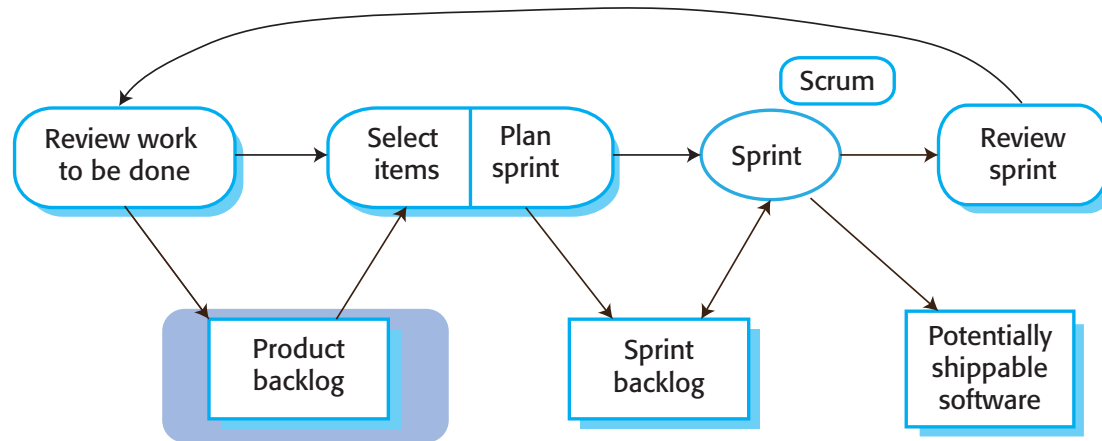 Scrum
Review work
to be done
Select
items
Plan
sprint
Sprint
Review
sprint
Product
backlog
Sprint
backlog
Potentially
shippable
software